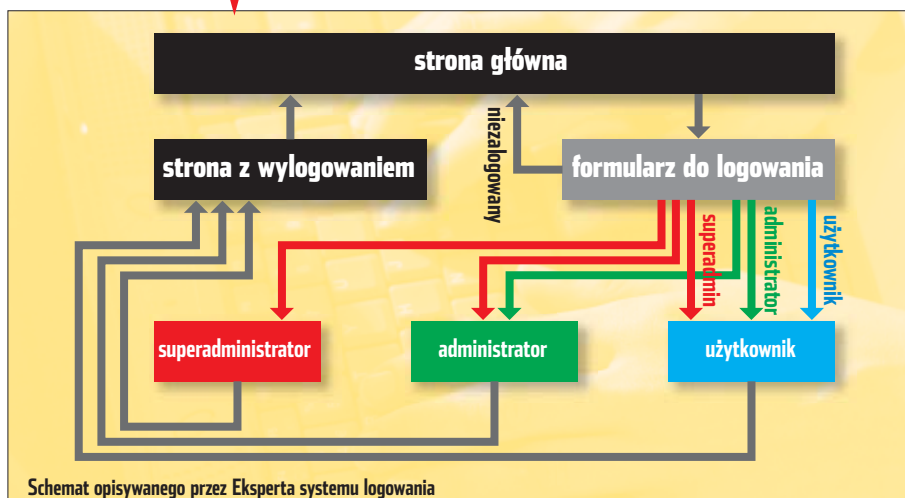 strona główna
niezalogowany
strona z wylogowaniem
formularz do logowania
superadmin
administrator
użytkownik
superadministrator
administrator
użytkownik
Schemat opisywanego przez Eksperta systemu logowania